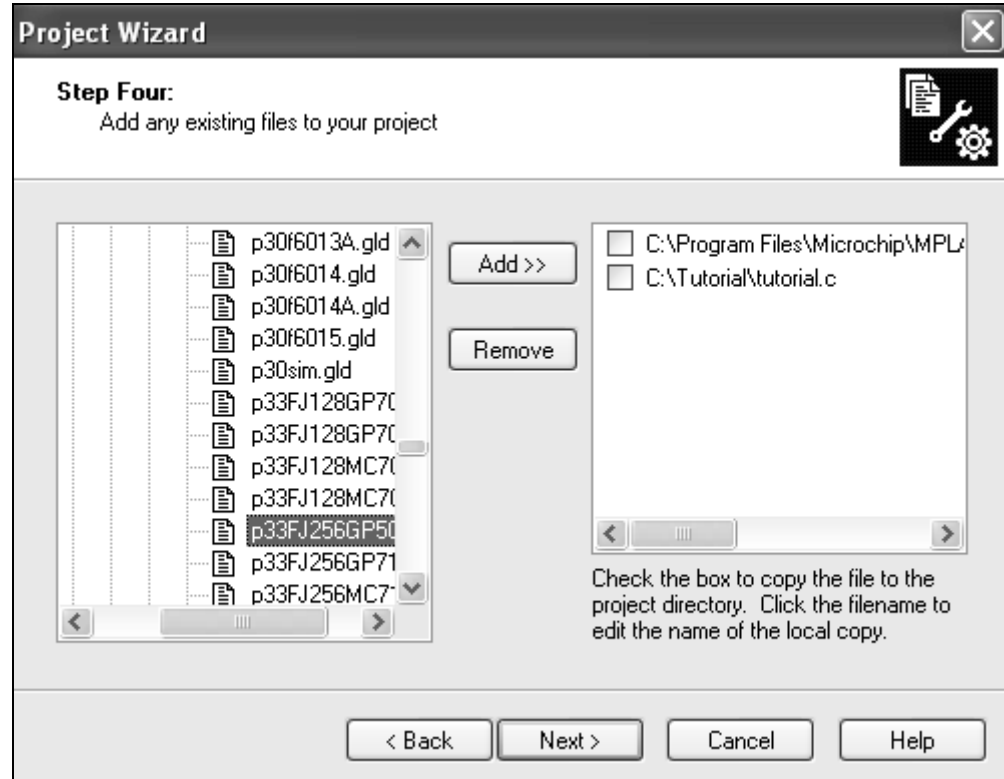 Project Wizard
Step Four:
Add any existing files to your project
p30f6013A.gld
p30f6014.gld
p30f6014A.gld
p30f6015.gld
p30sim.gld
p33FJ128GP70
p33FJ128GP70
p33FJ128MC70
p33FJ128MC70
p33FJ256GP50
p33FJ256GP71
p33FJ256MC71
Add >>
Remove
C:\Program Files\Microchip\MPLA
C:\Tutorial\tutorial.c
Check the box to copy the file to the
project directory. Click the filename to
edit the name of the local copy.
< Back
Next >
Cancel
Help